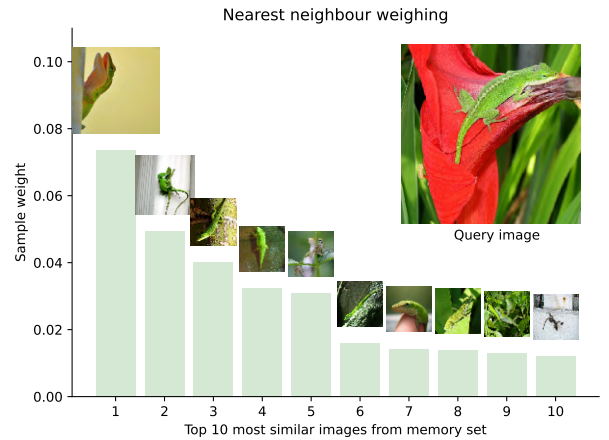 Nearest neighbour weighing
0.10
0.08
0.06
0.04
0.02
0.00
Sample weight
Query image
1 2 3 4 5 6 7 8 9 10
Top 10 most similar images from memory set